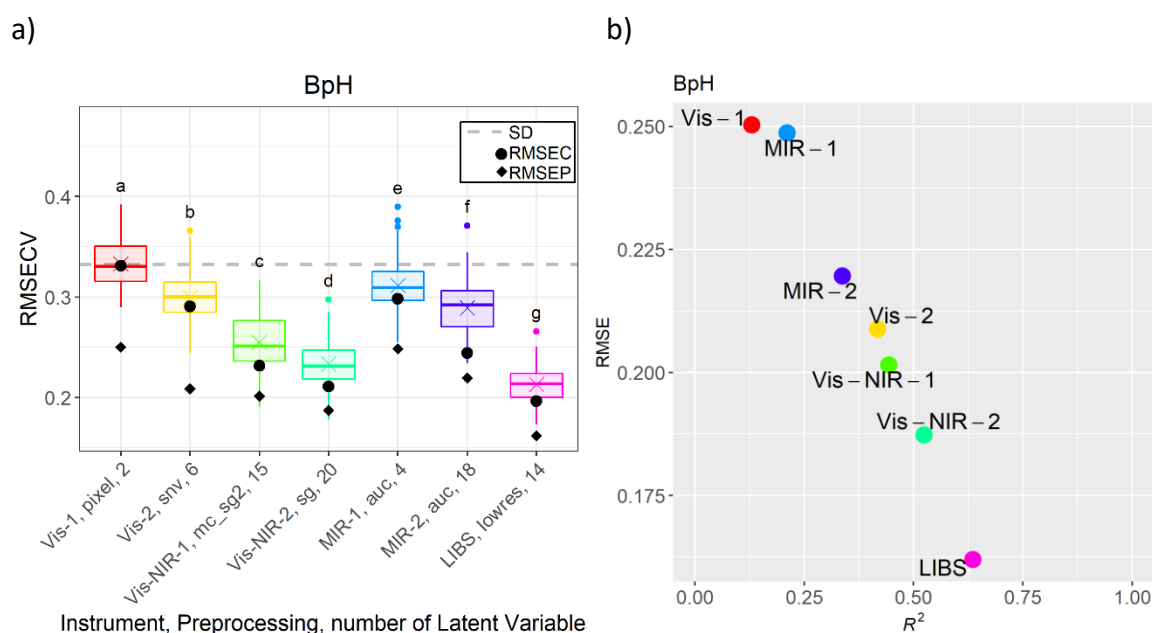 a)
BpH
SD
RMSEC
RMSEP
RMSECV
0.4
0.3
0.2
a
b
c
d
e
f
g
Vis-1, pixel, 2
Vis-2, snv, 6
Vis-NIR-1, mc_sg2, 15
Vis-NIR-2, sg, 20
MIR-1, auc, 4
MIR-2, auc, 18
LIBS, lowres, 14
Instrument, Preprocessing, number of Latent Variable
b)
BpH
RMSE
0.250
0.225
0.200
0.175
Vis − 1
MIR − 1
MIR − 2
Vis − 2
Vis − NIR − 1
Vis − NIR − 2
LIBS
0.00
0.25
0.50
0.75
1.00
R²